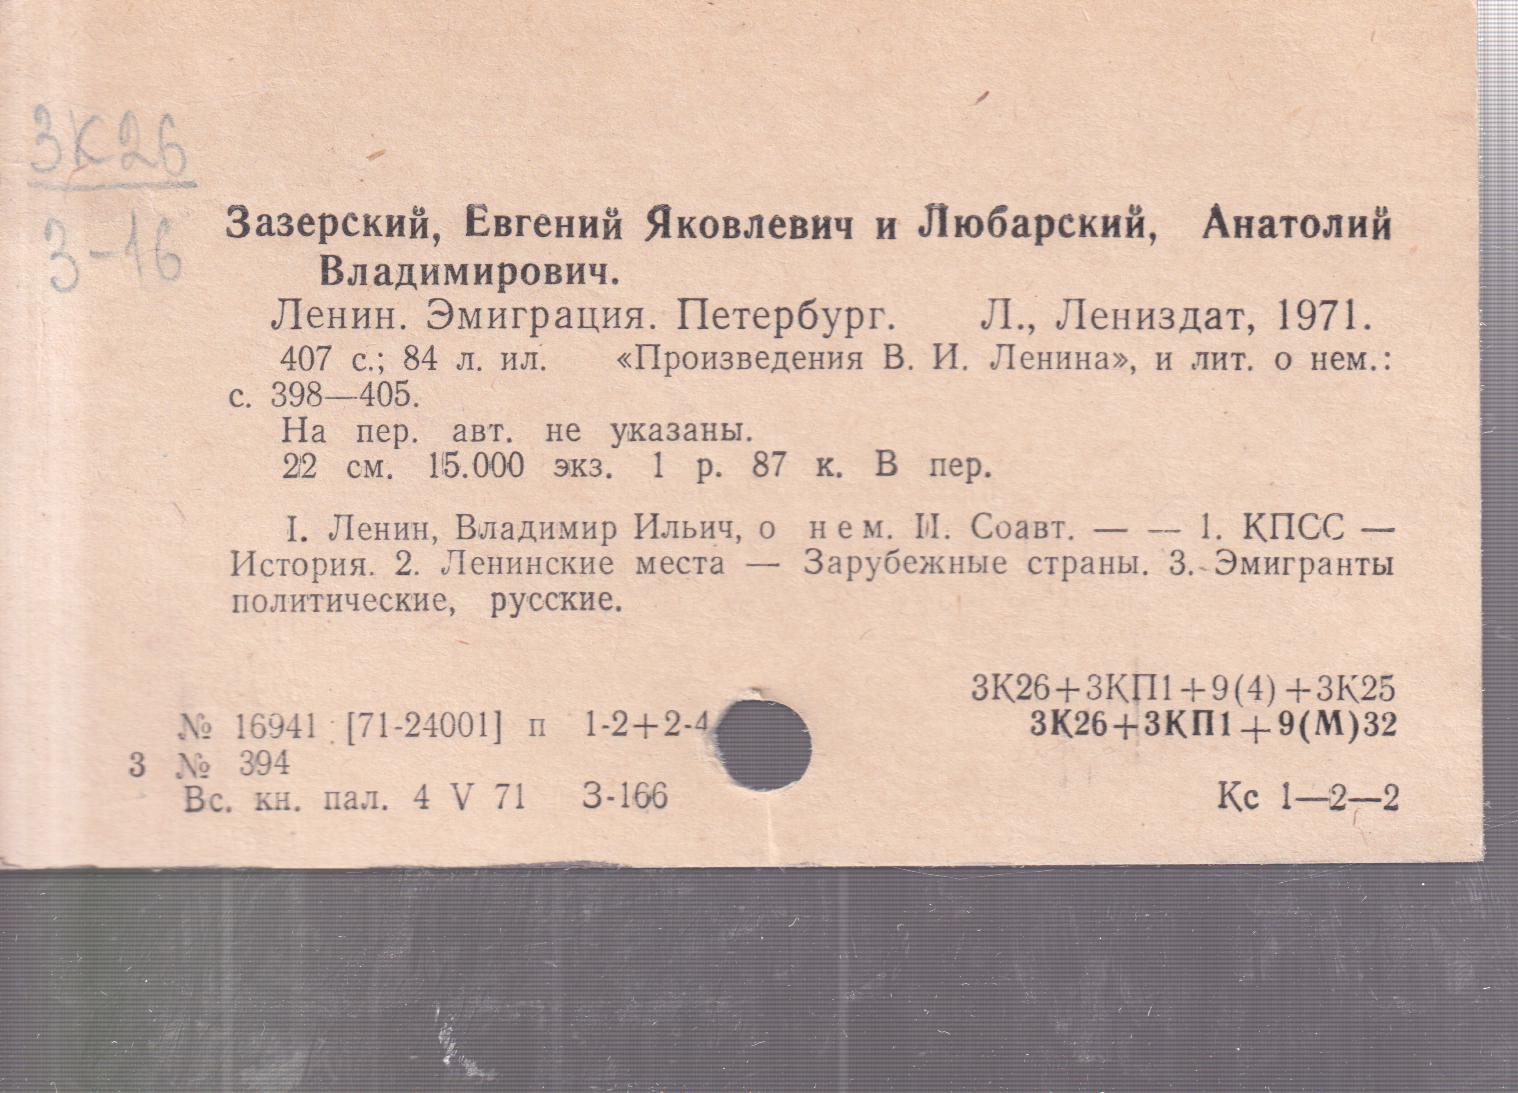 3К26
З-16
Зазерский, Евгений Яковлевич и Любарский, Анатолий
Владимирович.
Ленин. Эмиграция. Петербург. Л., Лениздат, 1971.
407 с.; 84 л. ил. «Произведения В. И. Ленина», и лит. о нем.:
с. 398—405.
На пер. авт. не указаны.
22 см. 15.000 экз. 1 р. 87 к. В пер.
I. Ленин, Владимир Ильич, о нем. II. Соавт. — — 1. КПСС —
История. 2. Ленинские места — Зарубежные страны. 3. Эмигранты
политические, русские.
3К26+3КП1+9(4)+3К25
№ 16941 [71-24001] п 1-2+2-4
3К26+3КП1+9(М)32
3 № 394
Вс. кн. пал. 4 V 71 З-166
Кс 1—2—2